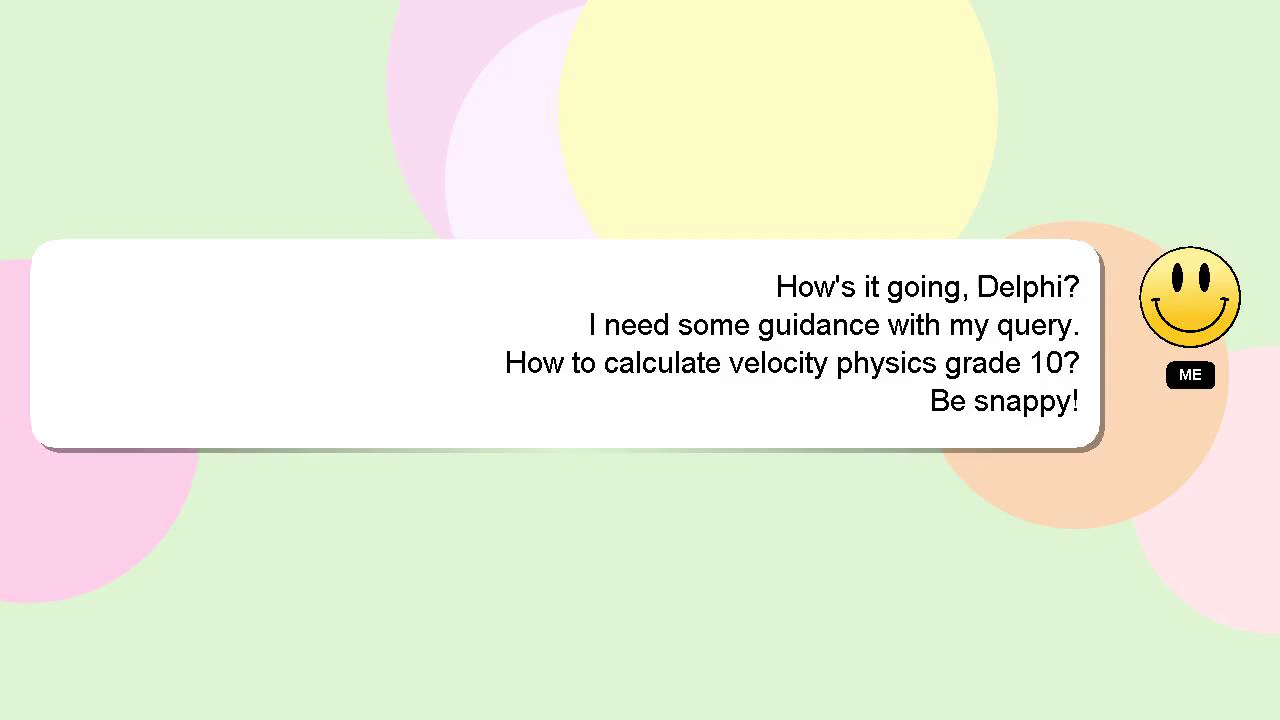 How's it going, Delphi?
I need some guidance with my query.
How to calculate velocity physics grade 10?
Be snappy!
ME